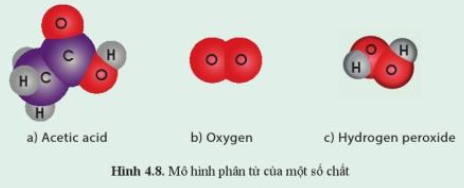 O
C
H
H
C
O
H
H
O
O
O
H
H
O
a) Acetic acid
b) Oxygen
c) Hydrogen peroxide
Hình 4.8. Mô hình phân tử của một số chất